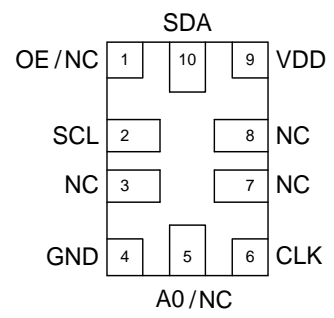 SDA
OE/NC 1 10 9 VDD
SCL 2 8 NC
NC 3 7 NC
GND 4 5 6 CLK
A0/NC